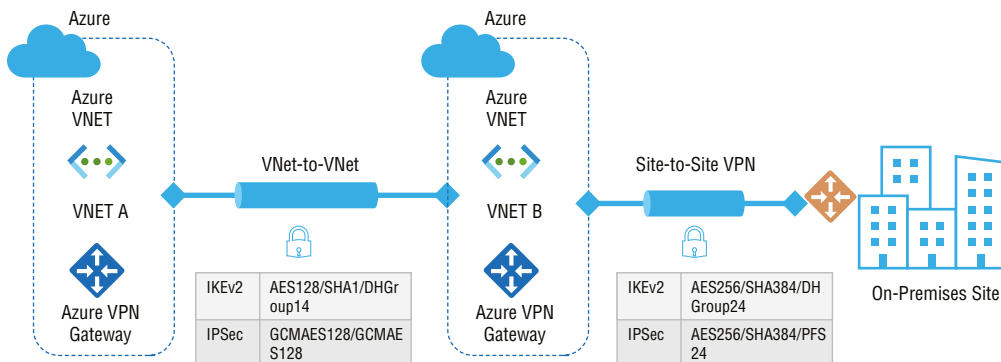 Azure
Azure
VNET
VNET A
Azure VPN
Gateway
VNet-to-VNet
IKEv2
AES128/SHA1/DHGr
oup14
IPSec
GCMAES128/GCMAE
S128
Azure
Azure
VNET
VNET B
Azure VPN
Gateway
Site-to-Site VPN
IKEv2
AES256/SHA384/DH
Group24
IPSec
AES256/SHA384/PFS
24
On-Premises Site